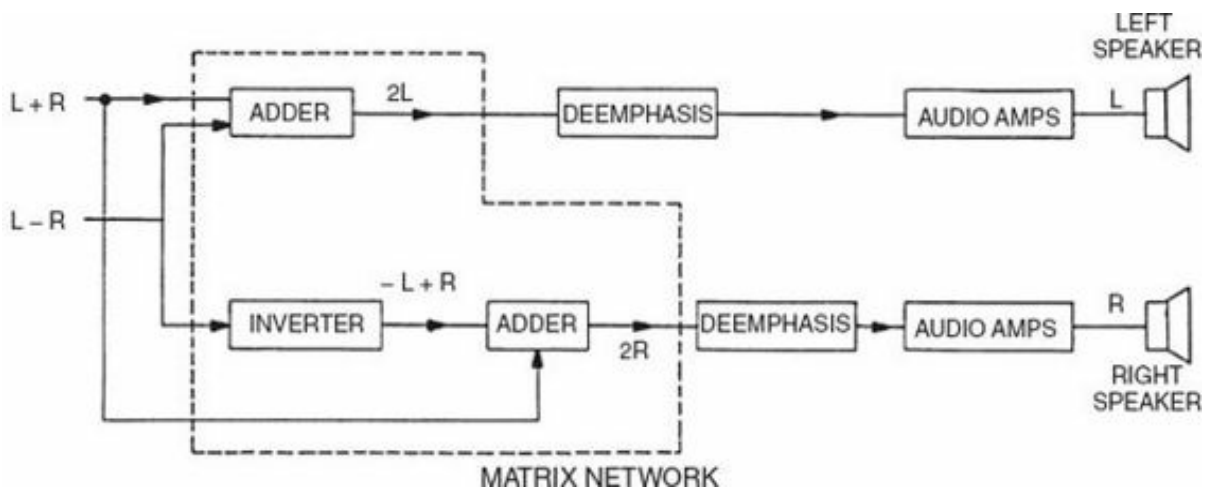 LEFT
SPEAKER
L + R
ADDER
2L
DEEMPHASIS
AUDIO AMPS
L
L – R
– L + R
INVERTER
ADDER
2R
DEEMPHASIS
AUDIO AMPS
R
RIGHT
SPEAKER
MATRIX NETWORK